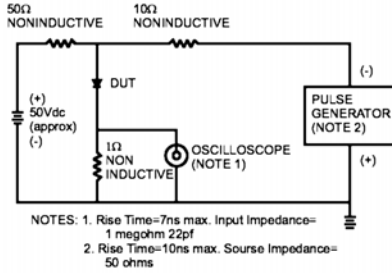 50Ω
NONINDUCTIVE
10Ω
NONINDUCTIVE
(+)
50Vdc
(approx)
(-)
DUT
1Ω
NON
INDUCTIVE
OSCILLOSCOPE
(NOTE 1)
(-)
PULSE
GENERATOR
(NOTE 2)
(+)
NOTES: 1. Rise Time=7ns max. Input Impedance=
1 megohm 22pf
2. Rise Time=10ns max. Sourse Impedance=
50 ohms